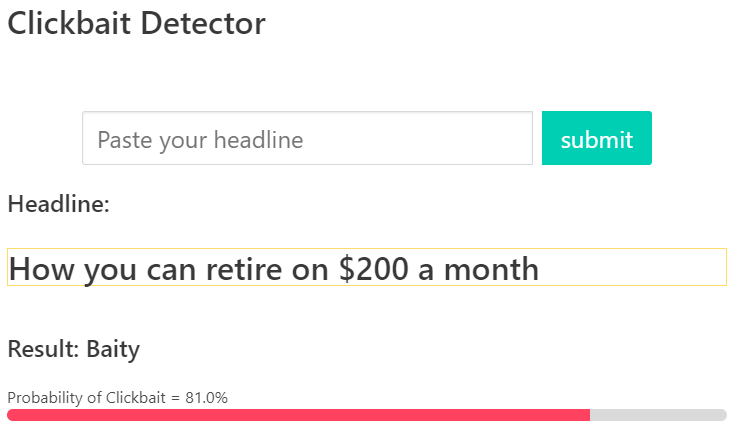 Clickbait Detector
Paste your headline
submit
Headline:
How you can retire on $200 a month
Result: Baity
Probability of Clickbait = 81.0%